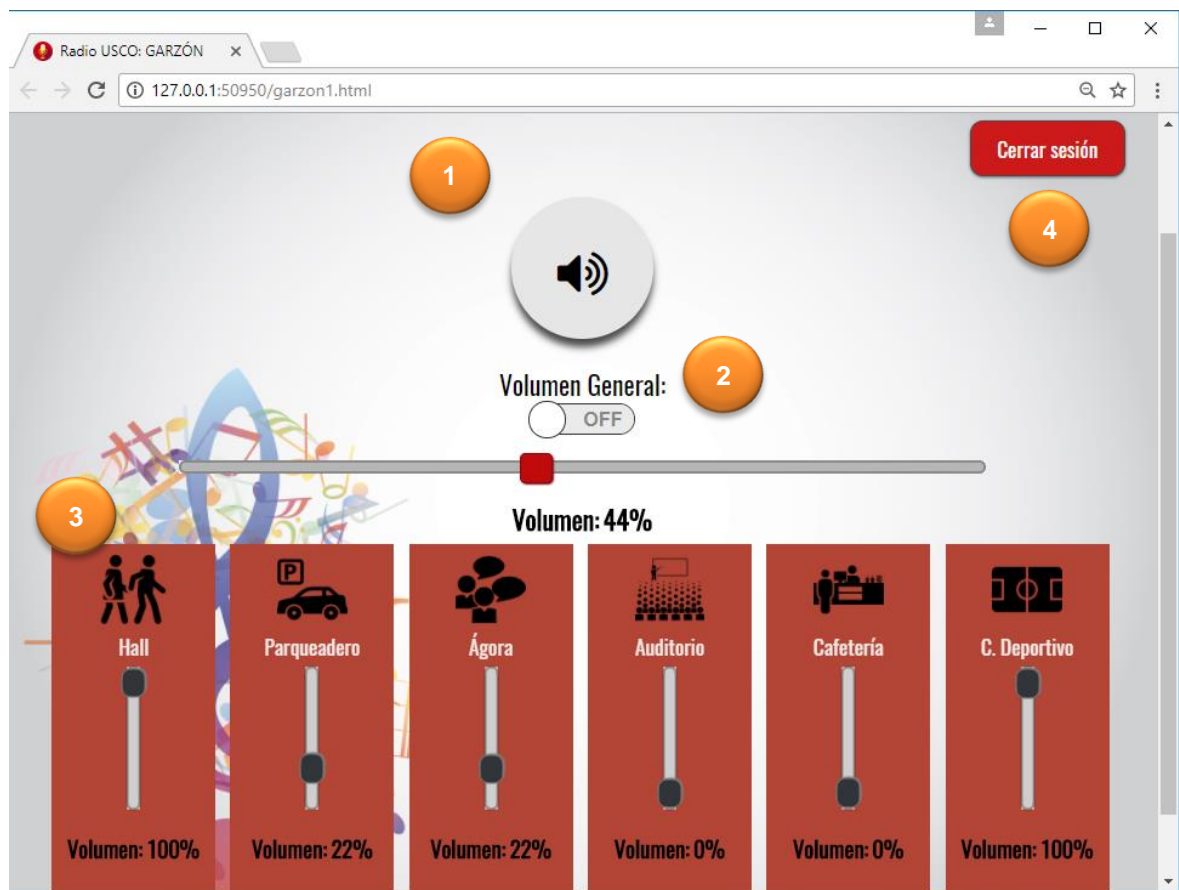 Radio USCO: GARZÓN
127.0.0.1:50950/garzon1.html
Cerrar sesión
1
4
Volumen General:
2
OFF
Volumen: 44%
3
P
Hall
Parqueadero
Ágora
Auditorio
Cafetería
C. Deportivo
Volumen: 100%
Volumen: 22%
Volumen: 22%
Volumen: 0%
Volumen: 0%
Volumen: 100%